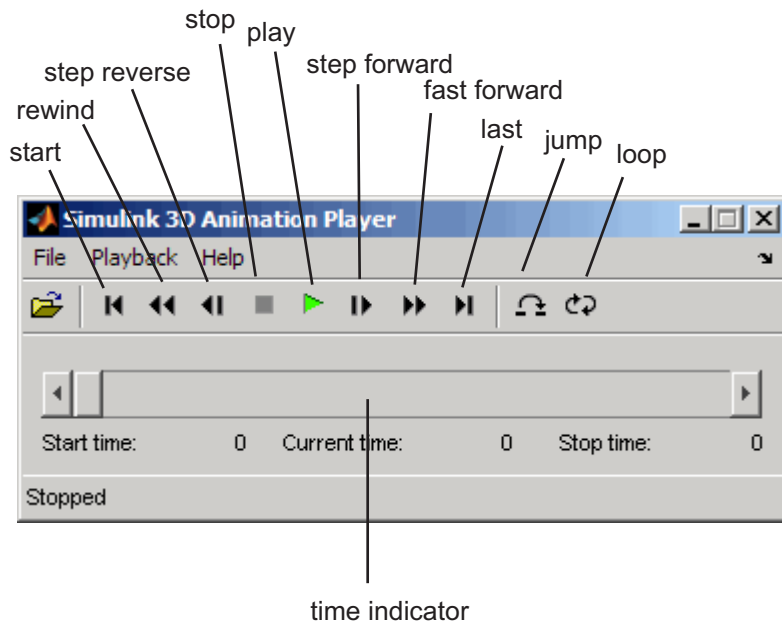 stop
play
step reverse
step forward
rewind
fast forward
start
last
jump
loop
Simulink 3D Animation Player
File Playback Help
Start time: 0 Current time: 0 Stop time: 0
Stopped
time indicator